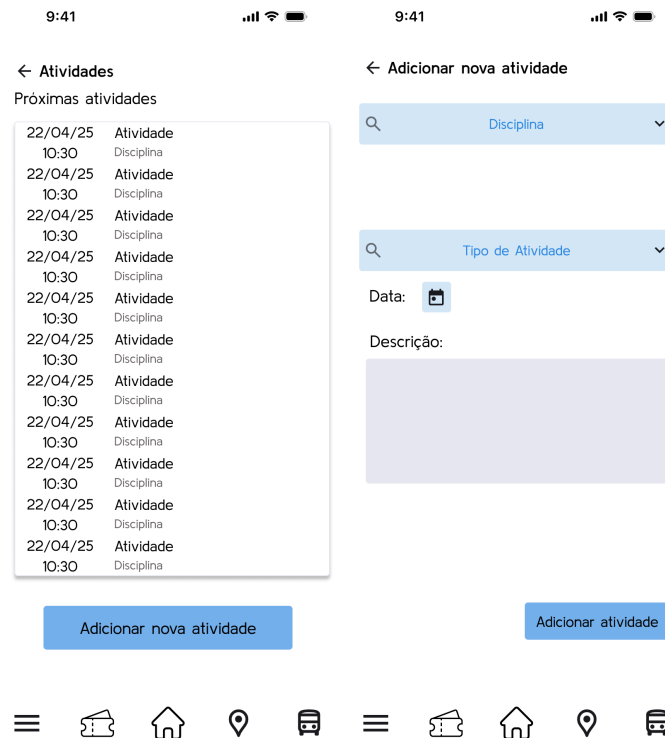 9:41
Atividades
Próximas atividades
22/04/25 Atividade
10:30 Disciplina
22/04/25 Atividade
10:30 Disciplina
22/04/25 Atividade
10:30 Disciplina
22/04/25 Atividade
10:30 Disciplina
22/04/25 Atividade
10:30 Disciplina
22/04/25 Atividade
10:30 Disciplina
22/04/25 Atividade
10:30 Disciplina
22/04/25 Atividade
10:30 Disciplina
22/04/25 Atividade
10:30 Disciplina
22/04/25 Atividade
10:30 Disciplina
22/04/25 Atividade
10:30 Disciplina
Adicionar nova atividade
9:41
Adicionar nova atividade
Disciplina
Tipo de Atividade
Data:
Descrição:
Adicionar atividade